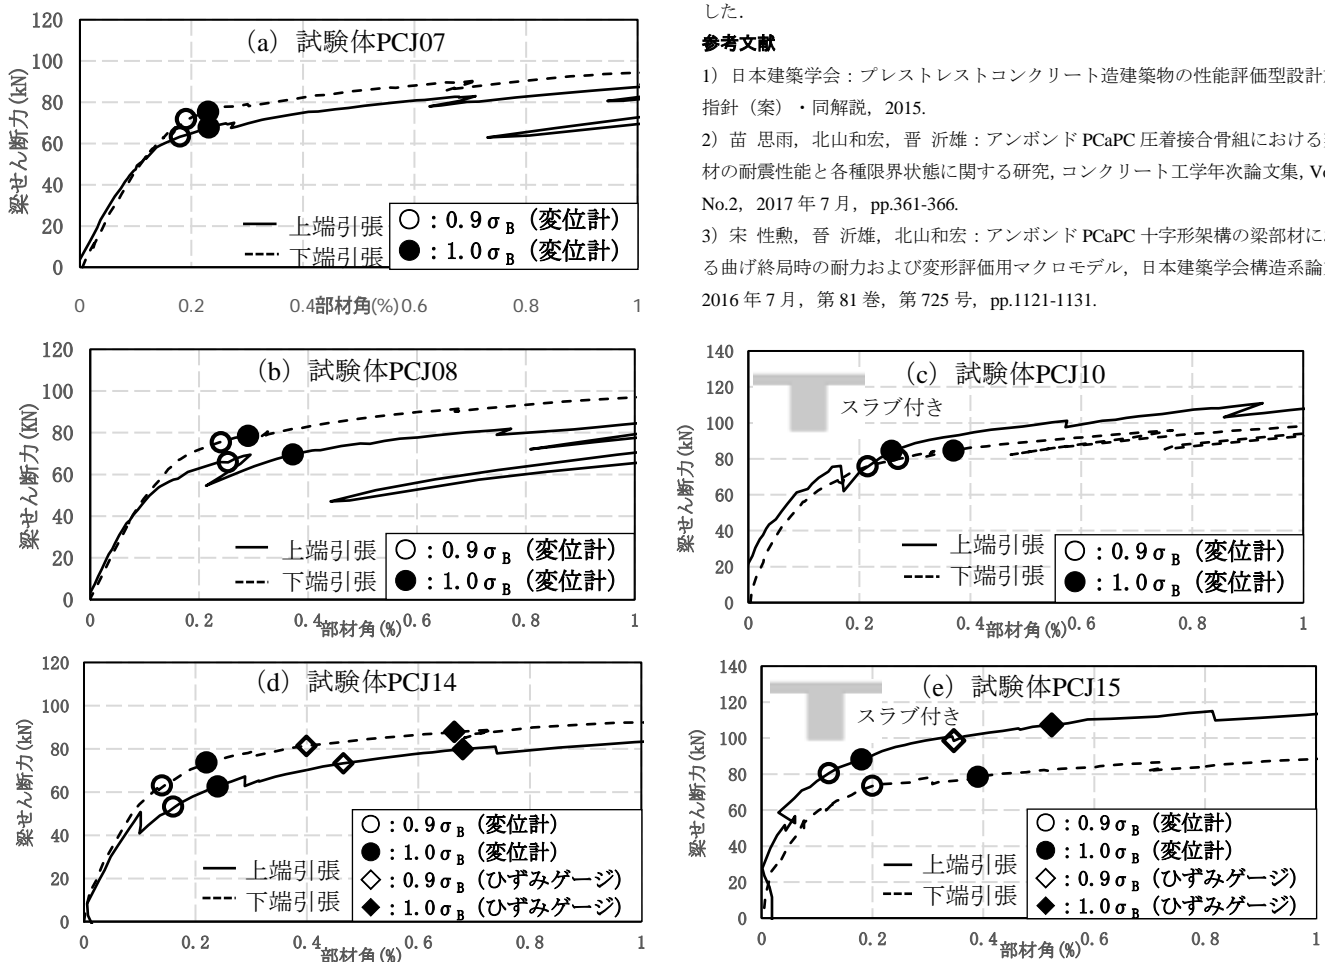 120
100
80
60
40
20
0
梁せん断力(kN)
(a) 試験体PCJ07
上端引張
下端引張
○：0.9σB（変位計）
●：1.0σB（変位計）
0 0.2 0.4 部材角(%) 0.6 1
した．
参考文献
1）日本建築学会：プレストレストコンクリート造建築物の性能評価型設計
指針（案）・同解説，2015.
2）苗 思雨，北山和宏，晋 沂雄：アンボンド PCaPC 圧着接合骨組における
材の耐震性能と各種限界状態に関する研究，コンクリート工学年次論文集，
No.2，2017 年 7 月，pp.361-366.
3）宋 性勲，晋 沂雄，北山和宏：アンボンド PCaPC 十字形架構の梁部材に
る曲げ終局時の耐力および変形評価用マクロモデル，日本建築学会構造系論
2016 年 7 月，第 81 巻，第 725 号，pp.1121-1131.
120
100
80
60
40
20
0
梁せん断力(KN)
(b) 試験体PCJ08
上端引張
下端引張
○：0.9σB（変位計）
●：1.0σB（変位計）
0 0.2 0.4 部材角(%) 0.6 0.8 1
140
120
100
80
60
40
20
0
梁せん断力(kN)
(c) 試験体PCJ10
スラブ付き
上端引張
下端引張
○：0.9σB（変位計）
●：1.0σB（変位計）
0 0.2 0.4 部材角(%) 0.6 0.8 1
120
100
80
60
40
20
0
梁せん断力(kN)
(d) 試験体PCJ14
上端引張
下端引張
○：0.9σB（変位計）
●：1.0σB（変位計）
◇：0.9σB（ひずみゲージ）
◆：1.0σB（ひずみゲージ）
0 0.2 0.4 0.6 0.8 1
部材角(%)
140
120
100
80
60
40
20
0
梁せん断力(kN)
(e) 試験体PCJ15
スラブ付き
上端引張
下端引張
○：0.9σB（変位計）
●：1.0σB（変位計）
◇：0.9σB（ひずみゲージ）
◆：1.0σB（ひずみゲージ）
0 0.2 0.4 0.6 0.8 1
部材角(%)